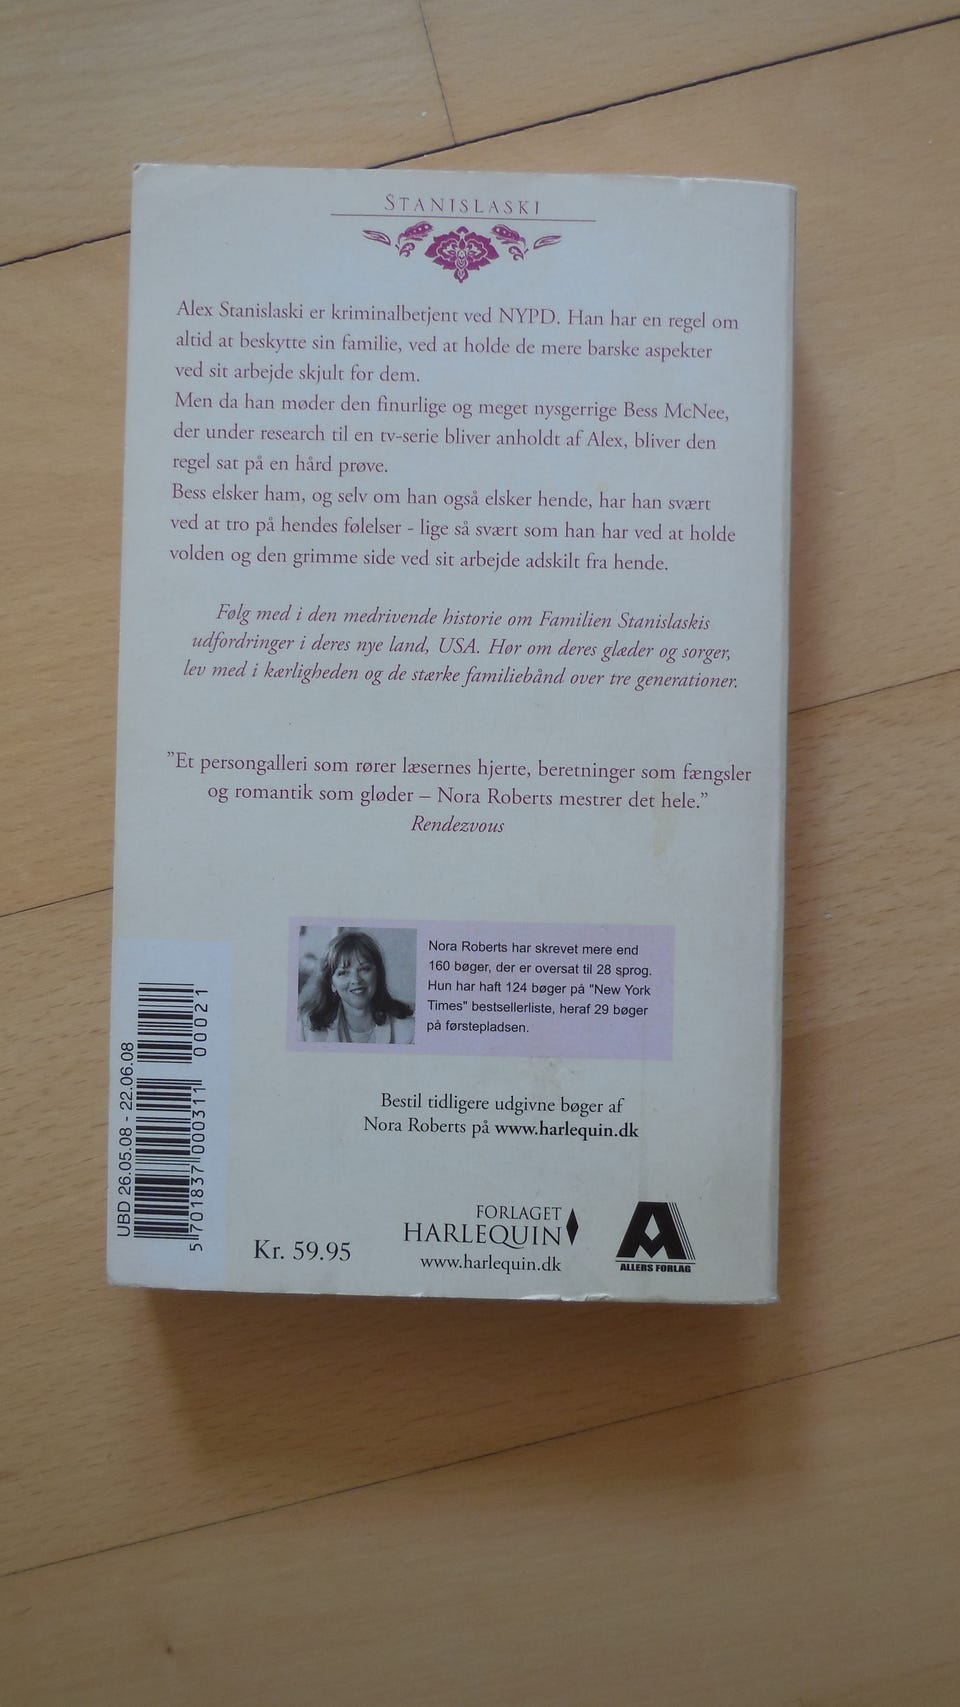 STANISLASKI
Alex Stanislaski er kriminalbetjent ved NYPD. Han har en regel om
altid at beskytte sin familie, ved at holde de mere barske aspekter
ved sit arbejde skjult for dem.
Men da han møder den finurlige og meget nysgerrige Bess McNee,
der under research til en tv-serie bliver anholdt af Alex, bliver den
regel sat på en hård prøve.
Bess elsker ham, og selv om han også elsker hende, har han svært
ved at tro på hendes følelser - lige så svært som han har ved at holde
volden og den grimme side ved sit arbejde adskilt fra hende.
Følg med i den medrivende historie om Familien Stanislaskis
udfordringer i deres nye land, USA. Hør om deres glæder og sorger,
lev med i kærligheden og de stærke familiebånd over tre generationer.
”Et persongalleri som rører læsernes hjerte, beretninger som fængsler
og romantik som gløder – Nora Roberts mestrer det hele.”
Rendezvous
Nora Roberts har skrevet mere end
160 bøger, der er oversat til 28 sprog.
Hun har haft 124 bøger på "New York
Times" bestsellerliste, heraf 29 bøger
på førstepladsen.
Bestil tidligere udgivne bøger af
Nora Roberts på www.harlequin.dk
UBD 26.05.08 - 22.06.08
5 701837 000311
00021
Kr. 59.95
FORLAGET
HARLEQUIN
www.harlequin.dk
ALLERS FORLAG